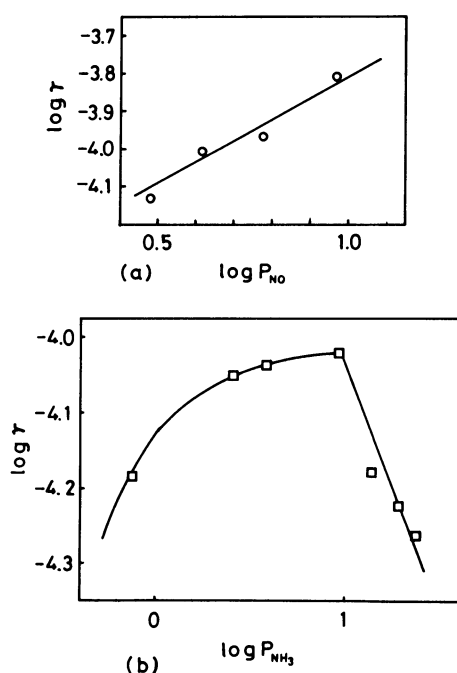 -3.7
-3.8
-3.9
-4.0
-4.1
log r
0.5 1.0
(a) log P_NO
-4.0
-4.1
-4.2
-4.3
log r
0 1
log P_NH₃
(b)